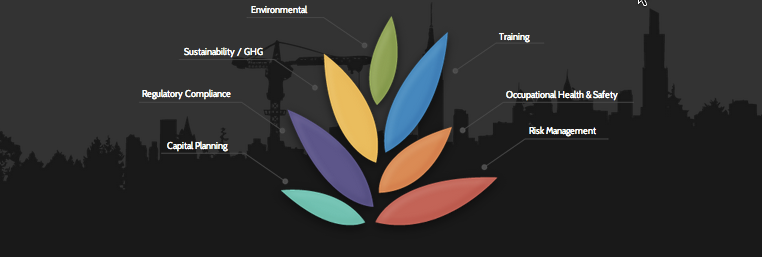 Environmental
Training
Sustainability / GHG
Regulatory Compliance
Occupational Health & Safety
Risk Management
Capital Planning